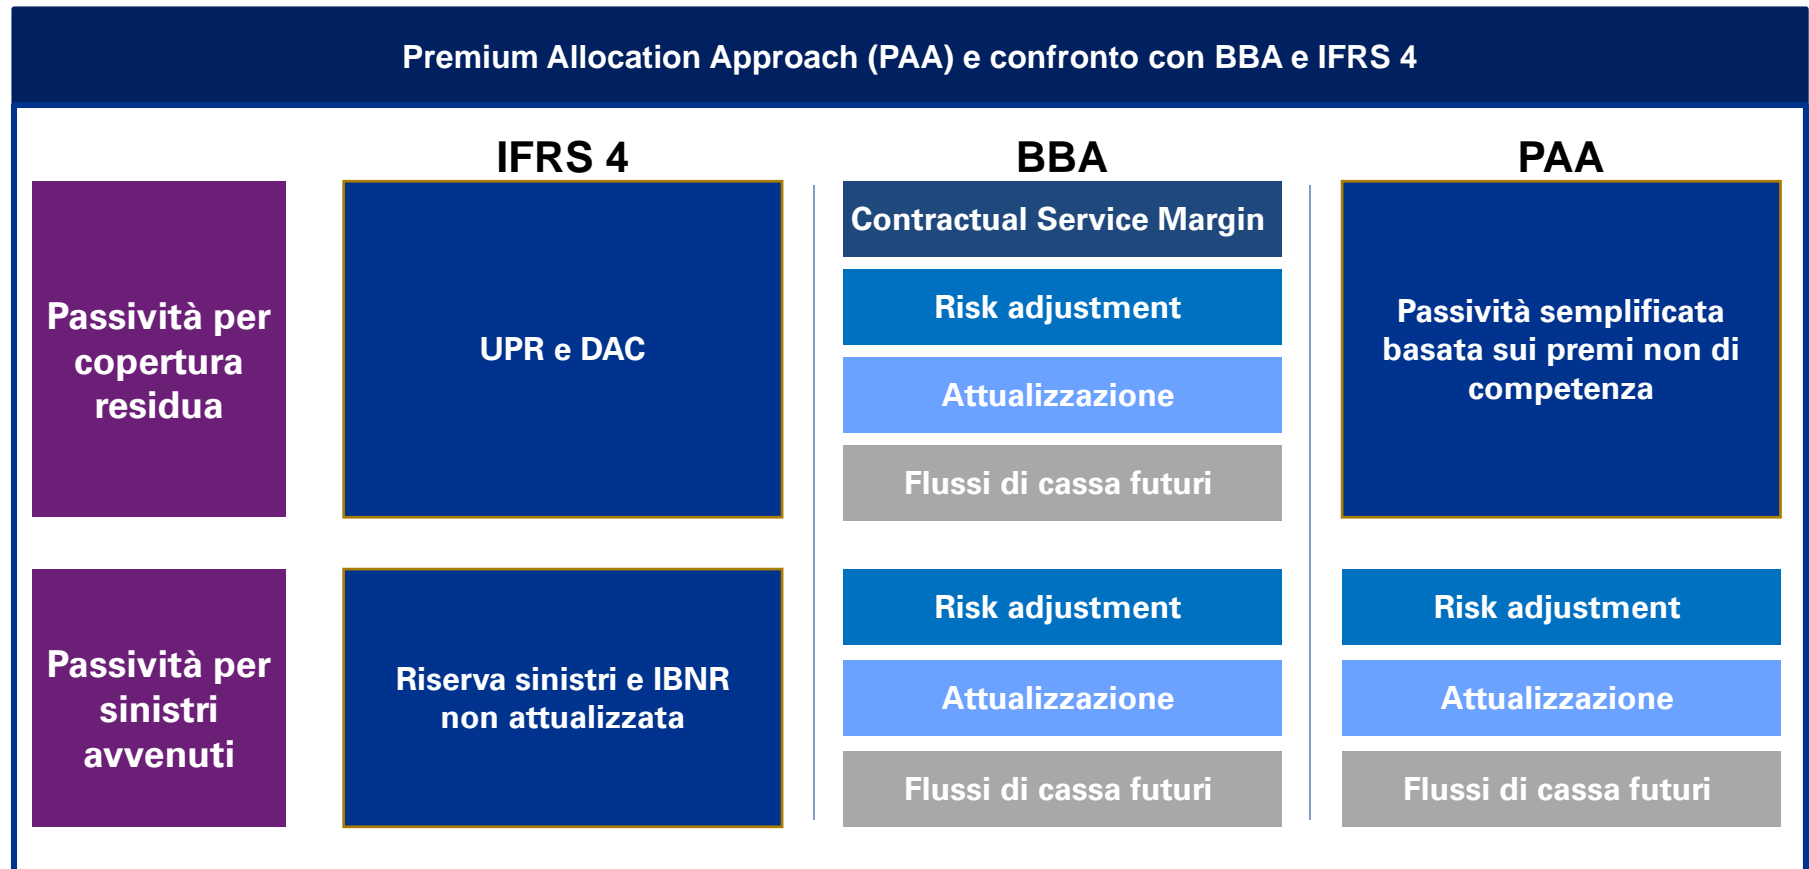 Premium Allocation Approach (PAA) e confronto con BBA e IFRS 4
IFRS 4
BBA
PAA
Passività per
copertura
residua
UPR e DAC
Contractual Service Margin
Risk adjustment
Attualizzazione
Flussi di cassa futuri
Passività semplificata
basata sui premi non di
competenza
Passività per
sinistri
avvenuti
Riserva sinistri e IBNR
non attualizzata
Risk adjustment
Attualizzazione
Flussi di cassa futuri
Risk adjustment
Attualizzazione
Flussi di cassa futuri